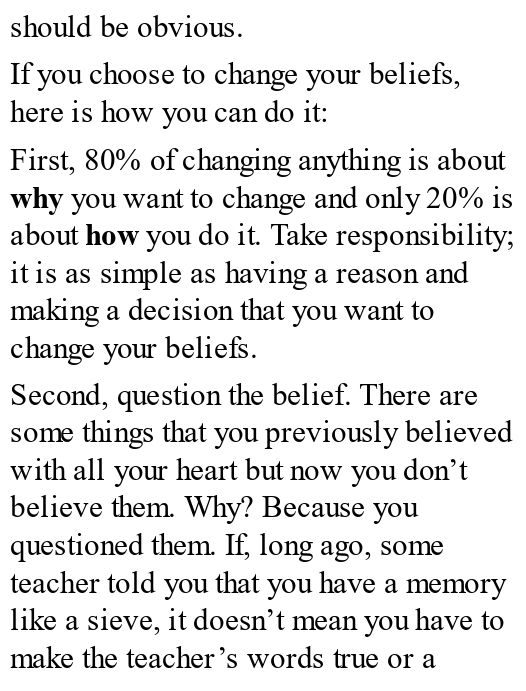 should be obvious.
If you choose to change your beliefs,
here is how you can do it:
First, 80% of changing anything is about
why you want to change and only 20% is
about how you do it. Take responsibility;
it is as simple as having a reason and
making a decision that you want to
change your beliefs.
Second, question the belief. There are
some things that you previously believed
with all your heart but now you don’t
believe them. Why? Because you
questioned them. If, long ago, some
teacher told you that you have a memory
like a sieve, it doesn’t mean you have to
make the teacher’s words true or a